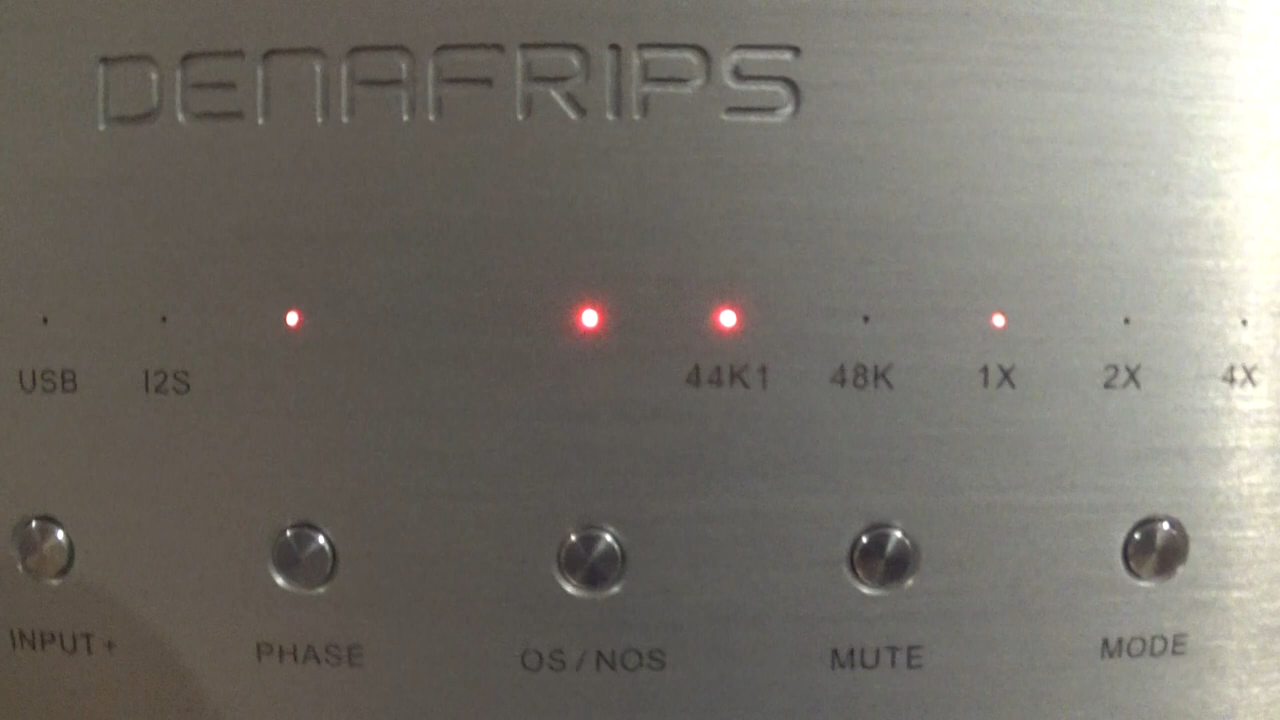 DENAFRIPS
USB I2S 44K1 48K 1X 2X 4X
INPUT+ PHASE OS/NOS MUTE MODE